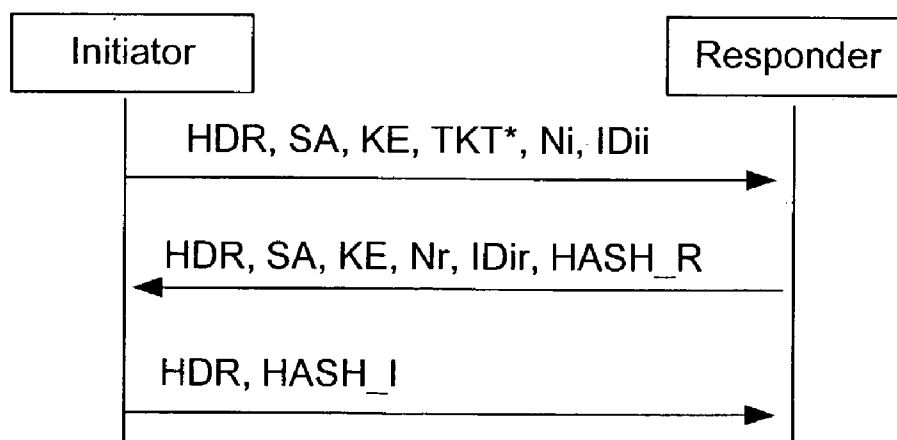 Initiator
Responder
HDR, SA, KE, TKT*, Ni, IDii
HDR, SA, KE, Nr, IDir, HASH_R
HDR, HASH_I